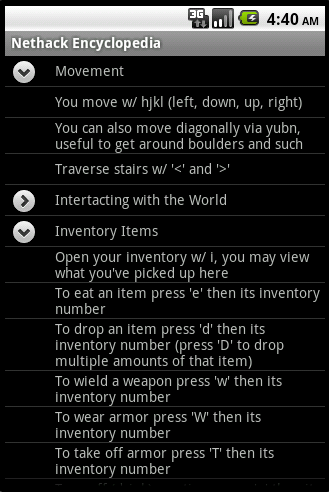 3G 4:40 AM
Nethack Encyclopedia
Movement
You move w/ hjkl (left, down, up, right)
You can also move diagonally via yubn,
useful to get around boulders and such
Traverse stairs w/ '<' and '>'
Intertacting with the World
Inventory Items
Open your inventory w/ i, you may view
what you've picked up here
To eat an item press 'e' then its inventory
number
To drop an item press 'd' then its
inventory number (press 'D' to drop
multiple amounts of that item)
To wield a weapon press 'w' then its
inventory number
To wear armor press 'W' then its
inventory number
To take off armor press 'T' then its
inventory number